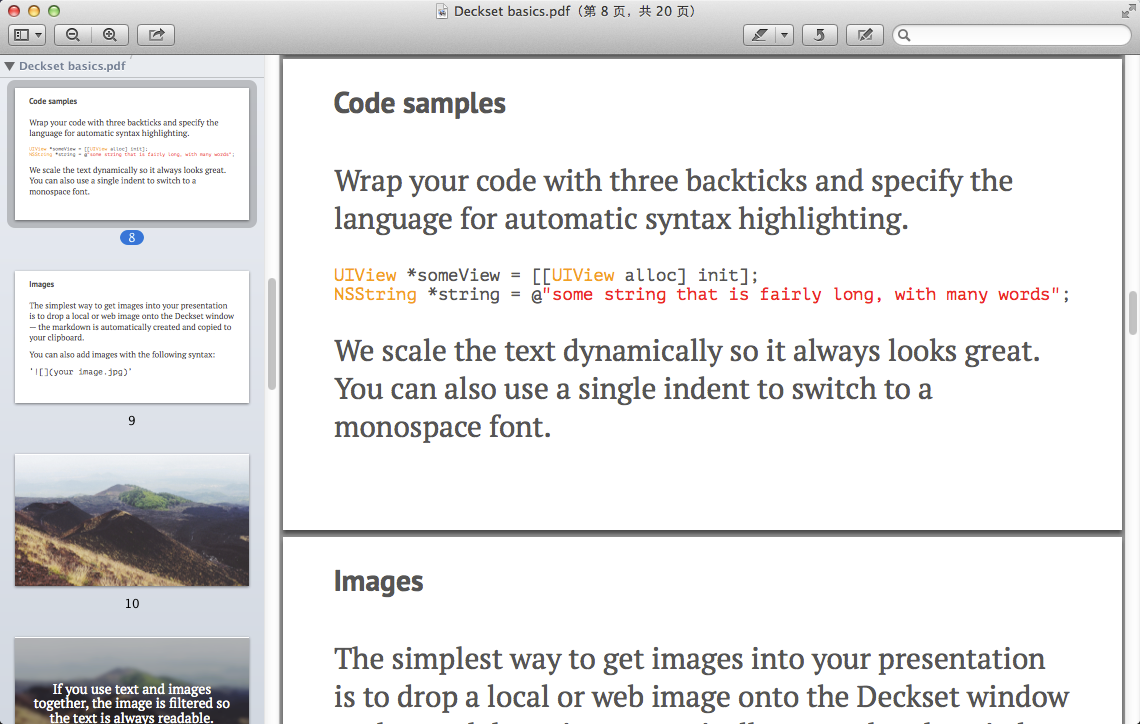 Deckset basics.pdf（第 8 页，共 20 页）
Deckset basics.pdf
Code samples
Wrap your code with three backticks and specify the
language for automatic syntax highlighting.
UIView *someView = [[UIView alloc] init];
NSString *string = @"some string that is fairly long, with many words";
We scale the text dynamically so it always looks great.
You can also use a single indent to switch to a
monospace font.
8
Images
The simplest way to get images into your presentation
is to drop a local or web image onto the Deckset window
— the markdown is automatically created and copied to
your clipboard.
You can also add images with the following syntax:
'![](your image.jpg)'
9
10
If you use text and images
together, the image is filtered so
the text is always readable.
Code samples
Wrap your code with three backticks and specify the
language for automatic syntax highlighting.
UIView *someView = [[UIView alloc] init];
NSString *string = @"some string that is fairly long, with many words";
We scale the text dynamically so it always looks great.
You can also use a single indent to switch to a
monospace font.
Images
The simplest way to get images into your presentation
is to drop a local or web image onto the Deckset window